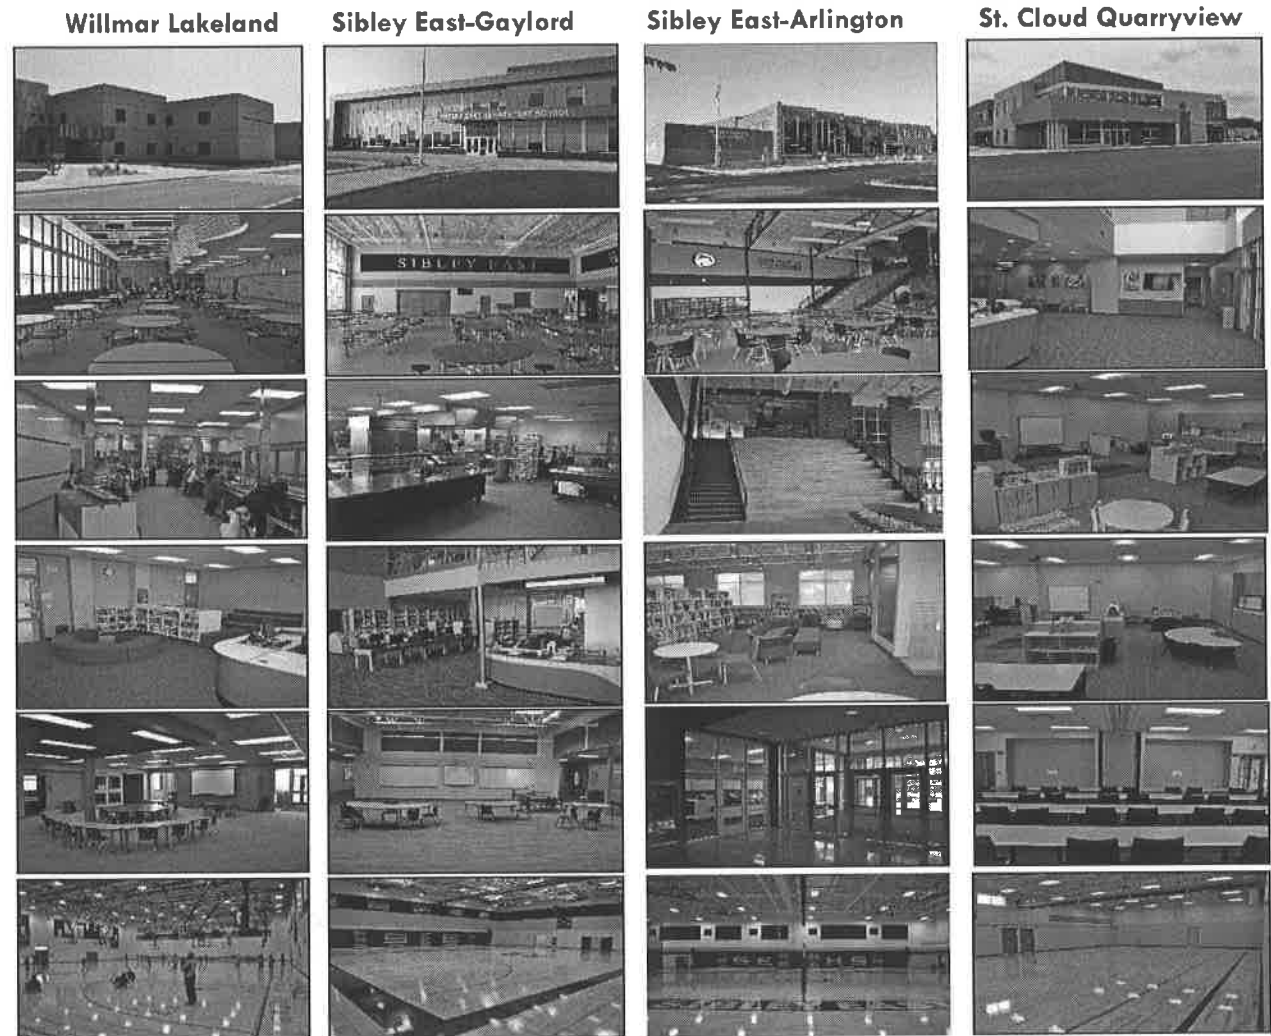 Willmar Lakeland
Sibley East-Gaylord
Sibley East-Arlington
St. Cloud Quarryview
SIBLEY EAST